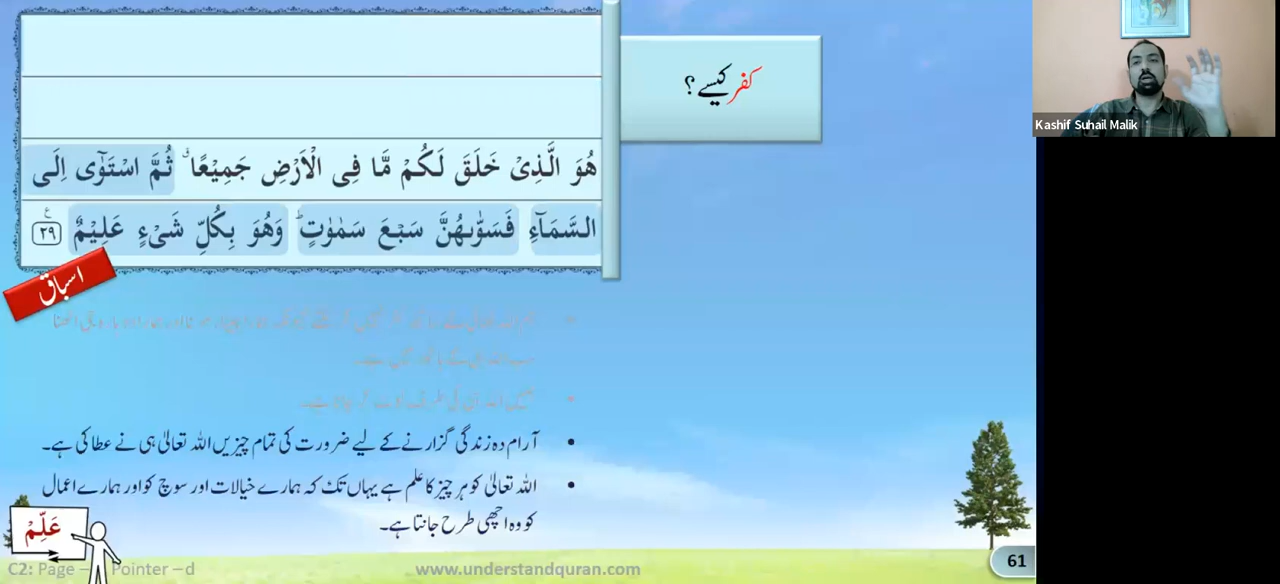 کفر کیسے؟
هُوَ الَّذِیْ خَلَقَ لَكُمْ مَّا فِی الْاَرْضِ جَمِیْعًا ۗ ثُمَّ اسْتَوٰۤی اِلَی
السَّمَآءِ فَسَوّٰىهُنَّ سَبْعَ سَمٰوٰتٍ ؕ وَهُوَ بِكُلِّ شَیْءٍ عَلِیْمٌ ۲۹ ع
اسباق
• آرام دہ زندگی گزارنے کے لیے ضرورت کی تمام چیزیں اللہ تعالیٰ ہی نے عطا کی ہے۔
• اللہ تعالیٰ کو ہر چیز کا علم ہے یہاں تک کہ ہمارے خیالات اور سوچ کو اور ہمارے اعمال
کو وہ اچھی طرح جانتا ہے۔
عَلِّمْ
C2: Page – Pointer –d
www.understandquran.com
61
Kashif Suhail Malik